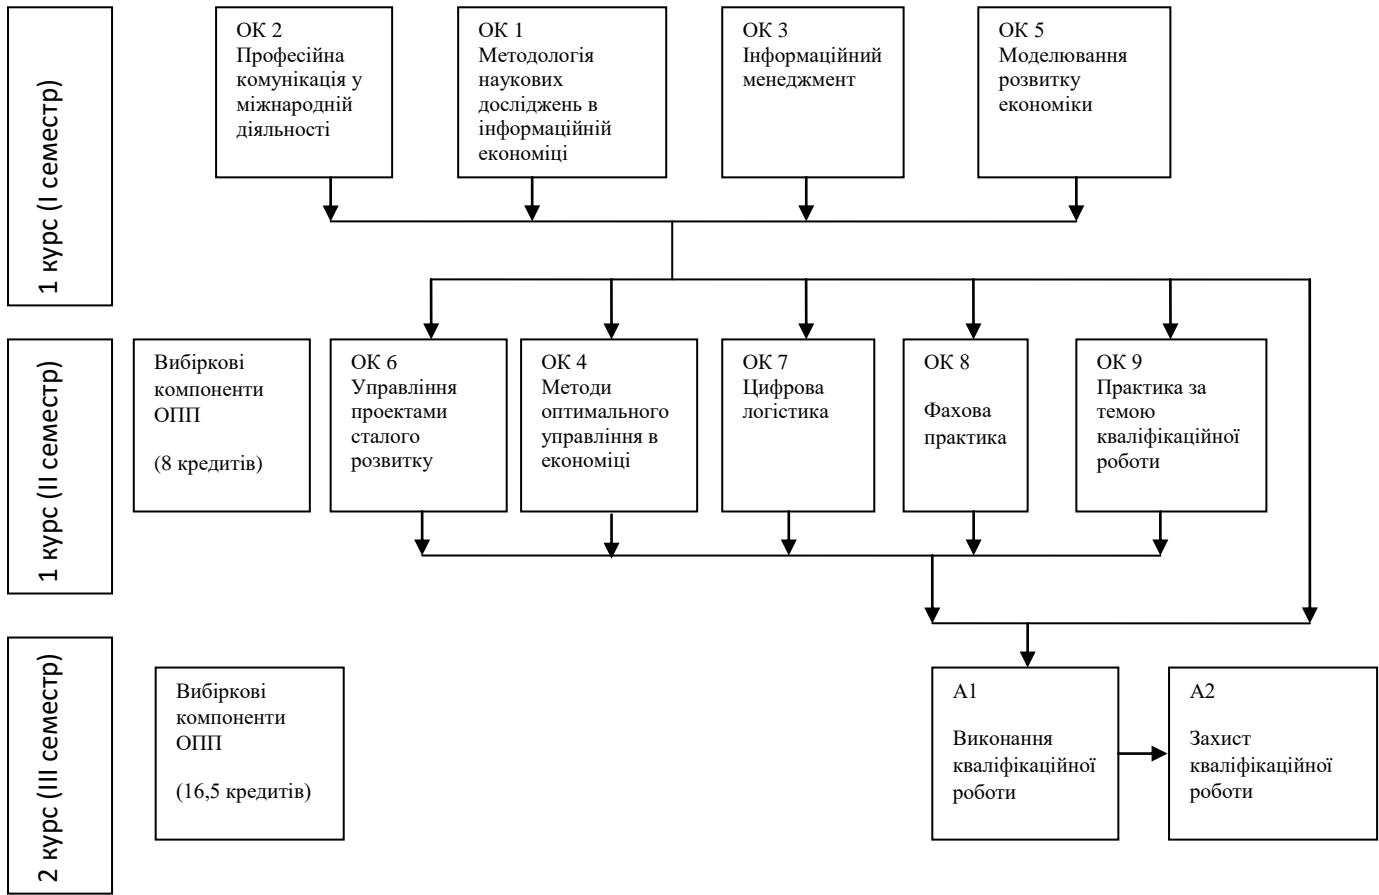 1 курс (І семестр)
ОК 2
Професійна
комунікація у
міжнародній
діяльності
ОК 1
Методологія
наукових
досліджень в
інформаційній
економіці
ОК 3
Інформаційний
менеджмент
ОК 5
Моделювання
розвитку
економіки
1 курс (ІІ семестр)
Вибіркові
компоненти
ОПП
(8 кредитів)
ОК 6
Управління
проектами
сталого
розвитку
ОК 4
Методи
оптимального
управління в
економіці
ОК 7
Цифрова
логістика
ОК 8
Фахова
практика
ОК 9
Практика за
темою
кваліфікаційної
роботи
2 курс (ІІІ семестр)
Вибіркові
компоненти
ОПП
(16,5 кредитів)
А1
Виконання
кваліфікаційної
роботи
А2
Захист
кваліфікаційної
роботи